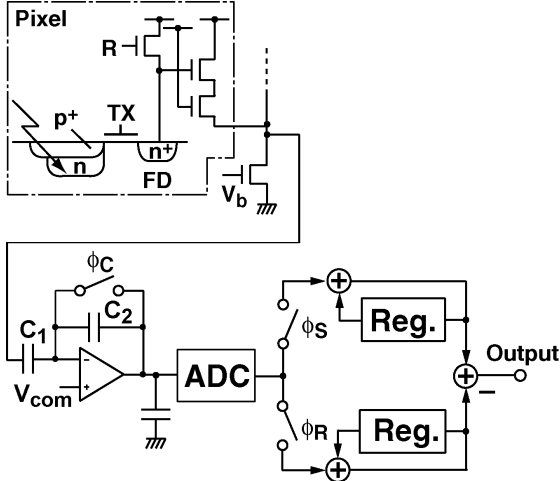 Pixel
R
TX
p+
n
n+
FD
Vb
ϕC
C1
C2
ϕS
Reg.
Output
Vcom
-
+
ADC
+
+
−
ϕR
Reg.
+